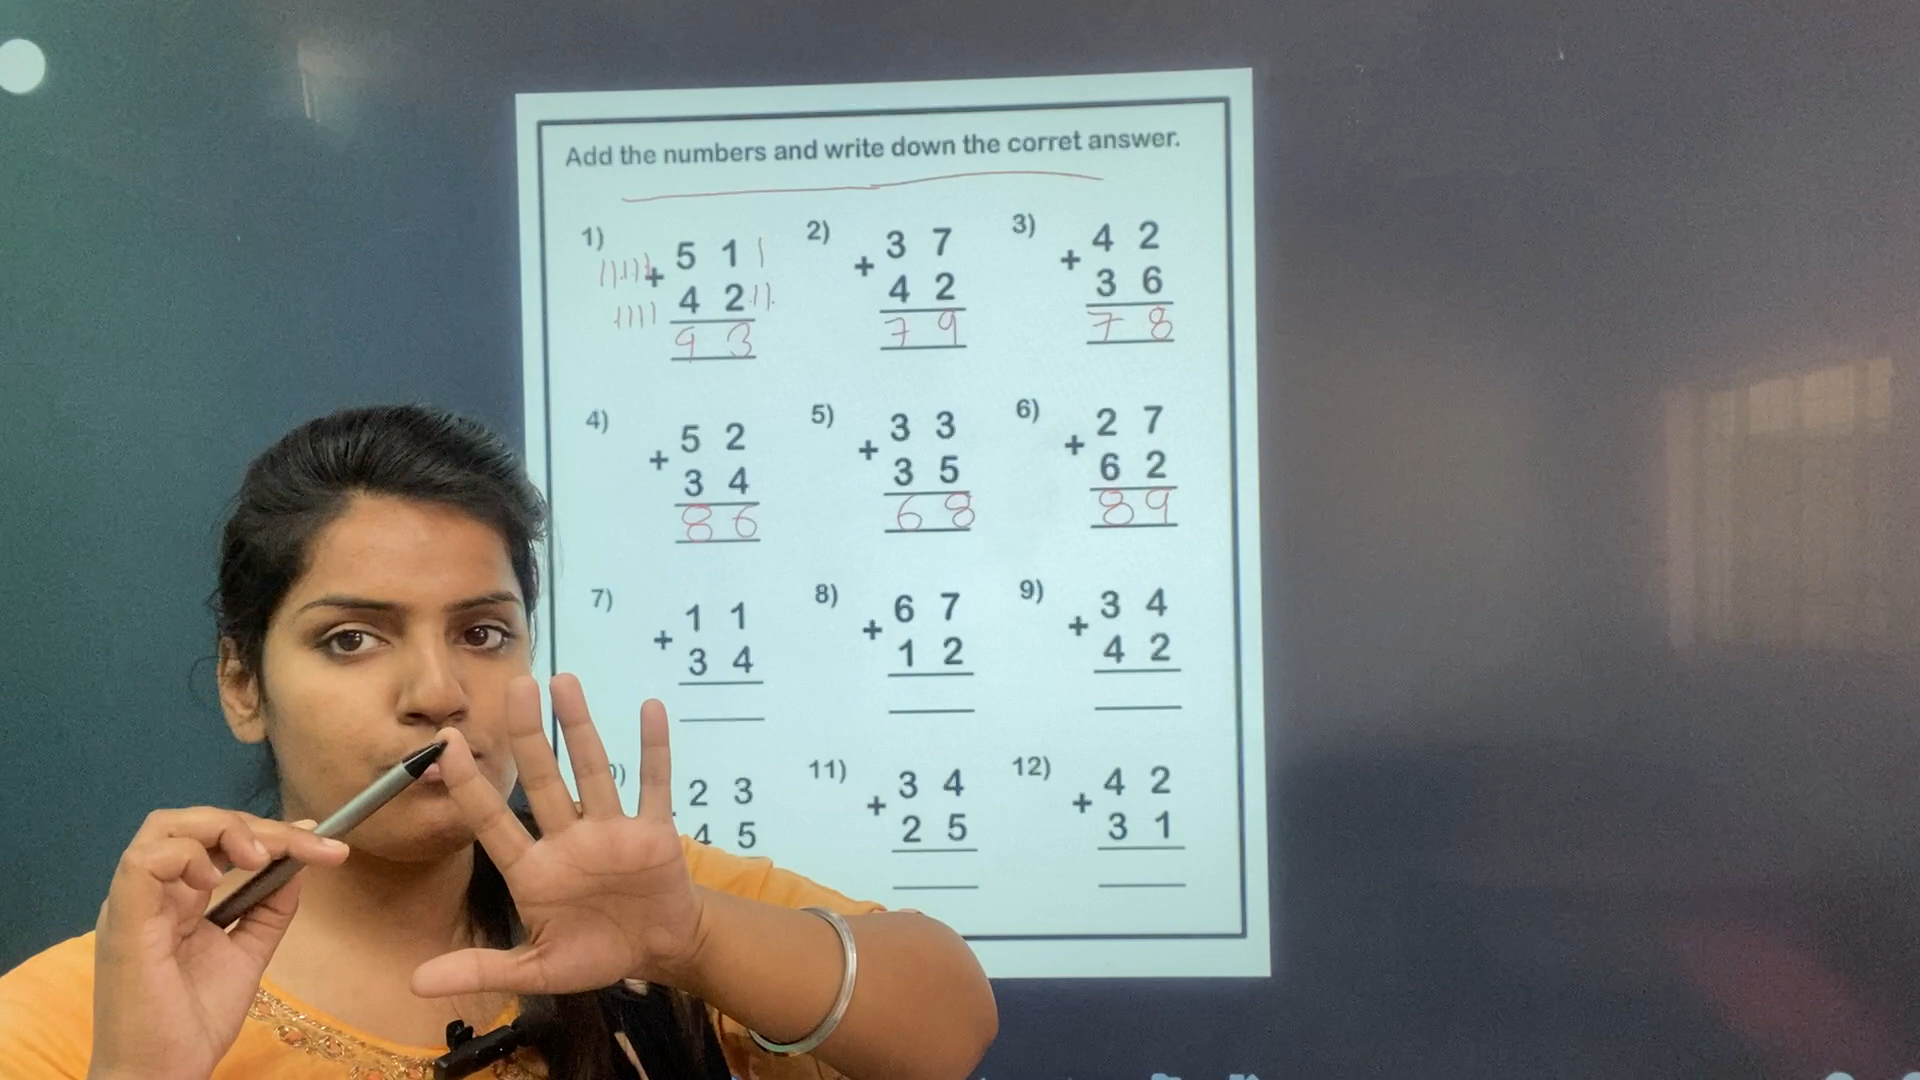 Add the numbers and write down the corret answer.
1) 2) 3)
5 1 3 7 4 2
+ + +
4 2 4 2 3 6
9 3 7 9 7 8
4) 5) 6)
5 2 3 3 2 7
+ + +
3 4 3 5 6 2
8 6 6 8 8 9
7) 8) 9)
1 1 6 7 3 4
+ + +
3 4 1 2 4 2
11) 12)
2 3 3 4 4 2
+ +
4 5 2 5 3 1